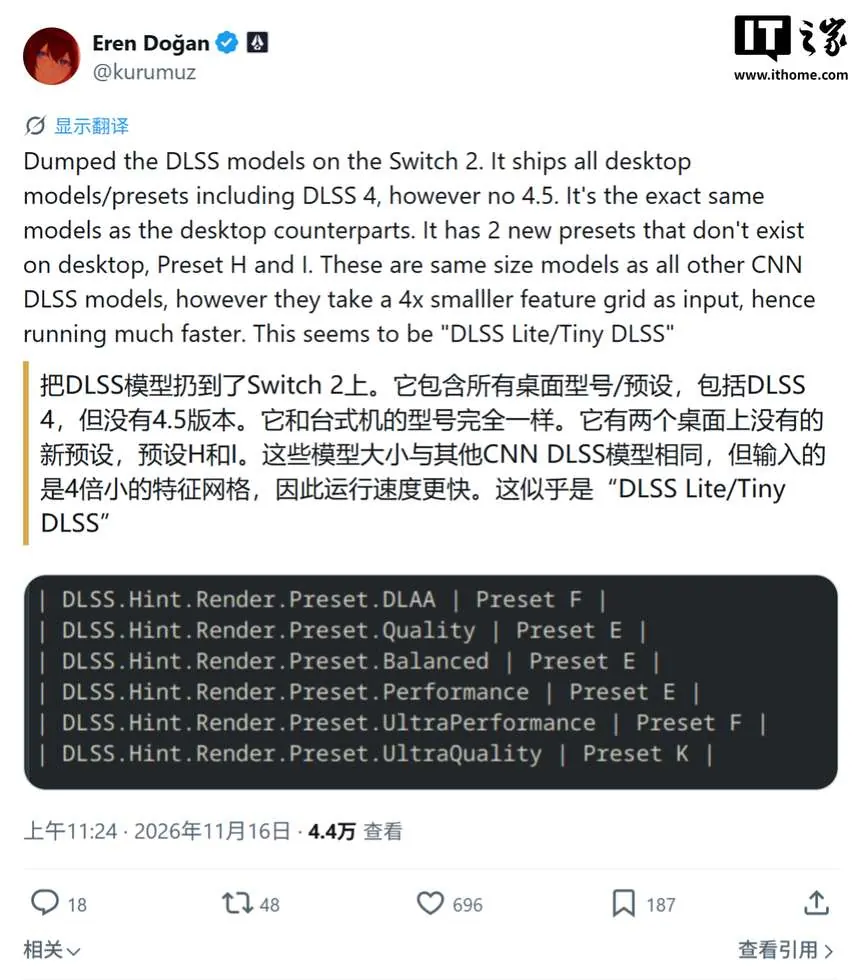 Eren Doğan
@kurumuz
IT之家
www.ithome.com
显示翻译
Dumped the DLSS models on the Switch 2. It ships all desktop
models/presets including DLSS 4, however no 4.5. It's the exact same
models as the desktop counterparts. It has 2 new presets that don't exist
on desktop, Preset H and I. These are same size models as all other CNN
DLSS models, however they take a 4x smalller feature grid as input, hence
running much faster. This seems to be "DLSS Lite/Tiny DLSS"
把DLSS模型扔到了Switch 2上。它包含所有桌面型号/预设，包括DLSS
4，但没有4.5版本。它和台式机的型号完全一样。它有两个桌面上没有的
新预设，预设H和I。这些模型大小与其他CNN DLSS模型相同，但输入的
是4倍小的特征网格，因此运行速度更快。这似乎是“DLSS Lite/Tiny
DLSS”
| DLSS.Hint.Render.Preset.DLAA | Preset F |
| DLSS.Hint.Render.Preset.Quality | Preset E |
| DLSS.Hint.Render.Preset.Balanced | Preset E |
| DLSS.Hint.Render.Preset.Performance | Preset E |
| DLSS.Hint.Render.Preset.UltraPerformance | Preset F |
| DLSS.Hint.Render.Preset.UltraQuality | Preset K |
上午11:24 · 2026年11月16日 · 4.4万 查看
18 48 696 187
相关 查看引用